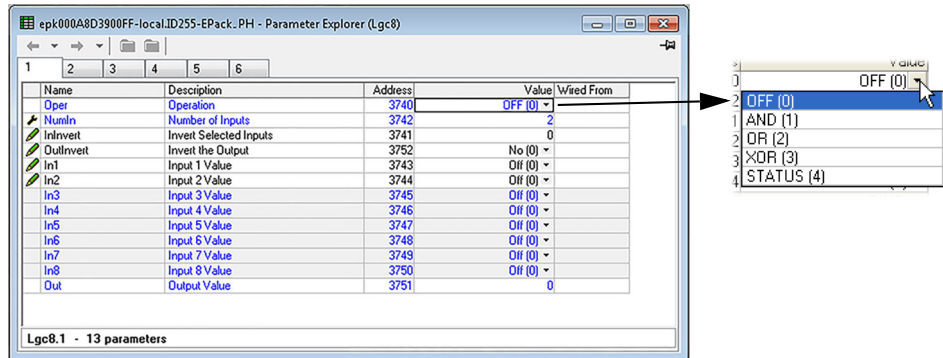 epk000A8D3900FF-local.ID255-EPack_PH - Parameter Explorer (Lgc8)
1 2 3 4 5 6
Name Description Address Value Wired From
Oper Operation 3740 OFF (0)
NumIn Number of Inputs 3742 2
InInvert Invert Selected Inputs 3741 0
OutInvert Invert the Output 3752 No (0)
In1 Input 1 Value 3743 Off (0)
In2 Input 2 Value 3744 Off (0)
In3 Input 3 Value 3745 Off (0)
In4 Input 4 Value 3746 Off (0)
In5 Input 5 Value 3747 Off (0)
In6 Input 6 Value 3748 Off (0)
In7 Input 7 Value 3749 Off (0)
In8 Input 8 Value 3750 Off (0)
Out Output Value 3751 0
Lgc8.1 - 13 parameters
Value
0 OFF (0)
2 OFF (0)
1 AND (1)
2 OR (2)
3 XOR (3)
4 STATUS (4)